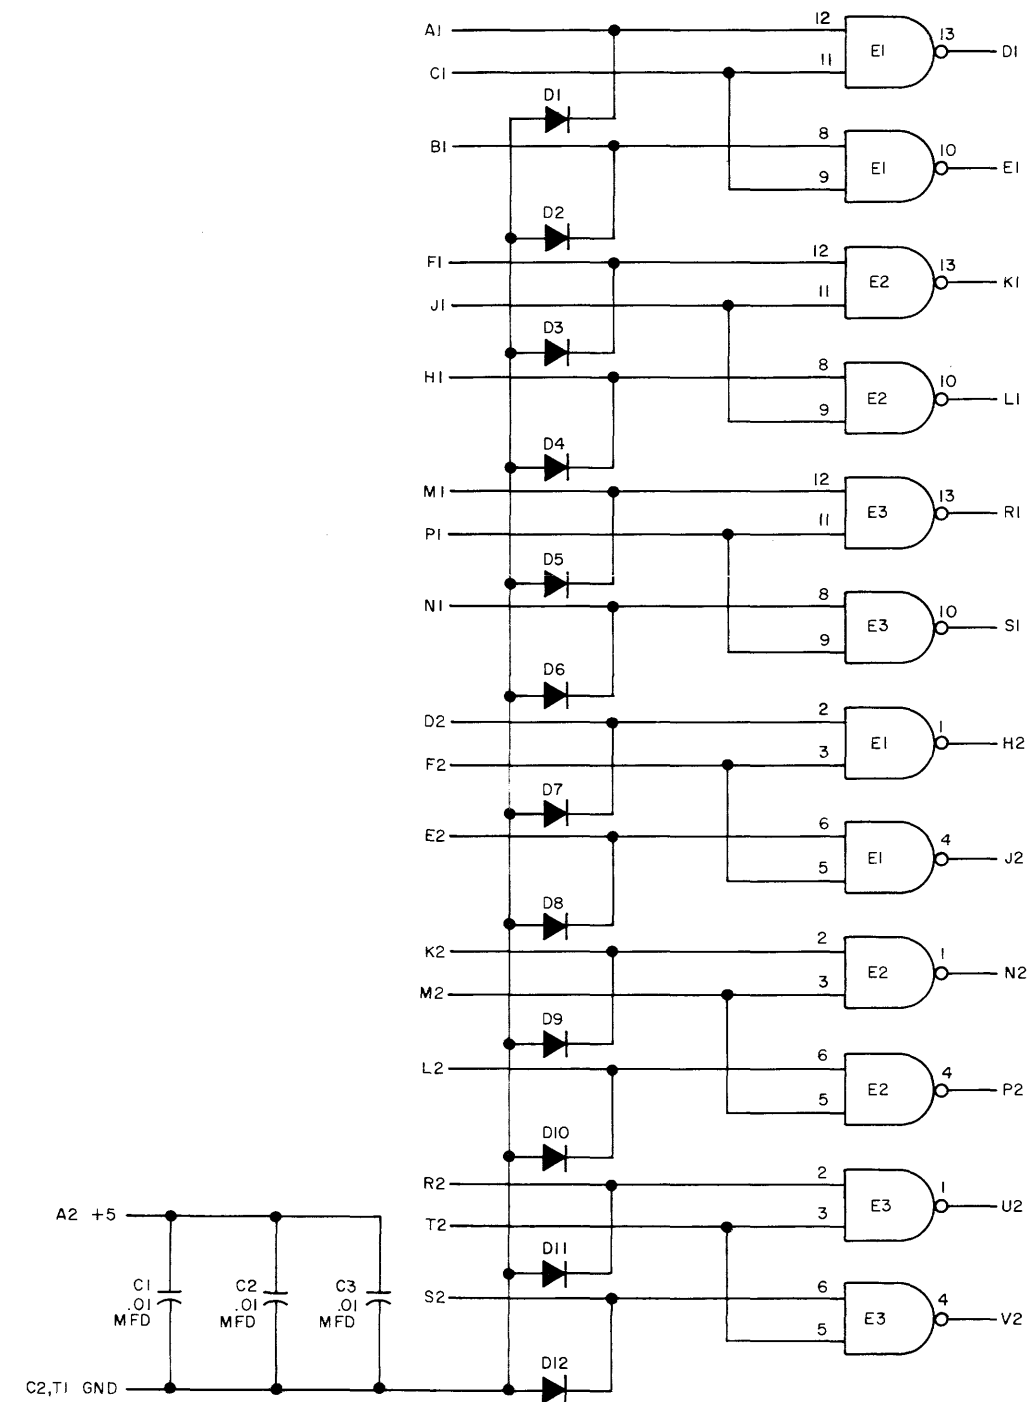 A1 12 E1 13 D1
C1 11
D1
B1 8 E1 10 E1
9
D2
F1 12 E2 13 K1
J1 11
D3
H1 8 E2 10 L1
9
D4
M1 12 E3 13 R1
P1 11
D5
N1 8 E3 10 S1
9
D6
D2 2 E1 1 H2
F2 3
D7
E2 6 E1 4 J2
5
D8
K2 2 E2 1 N2
M2 3
D9
L2 6 E2 4 P2
5
D10
R2 2 E3 1 U2
A2 +5
T2 3
D11
C1 .01 MFD
C2 .01 MFD
C3 .01 MFD
S2 6 E3 4 V2
5
D12
C2,T1 GND